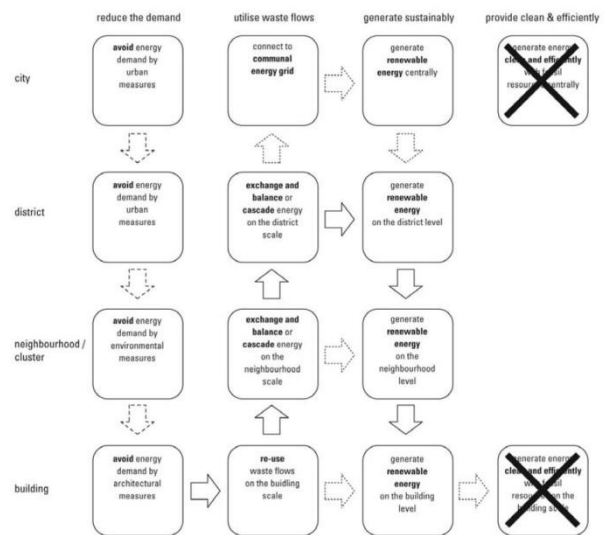 reduce the demand
utilise waste flows
generate sustainably
provide clean & efficiently
city
avoid energy
demand by
urban
measures
connect to
communal
energy grid
generate
renewable
energy centrally
generate energy
clean and efficiently
with fossil
resources centrally
district
avoid energy
demand by
urban
measures
exchange and
balance or
cascade energy
on the district
scale
generate
renewable
energy
on the district level
neighbourhood /
cluster
avoid energy
demand by
environmental
measures
exchange and
balance or
cascade energy
on the neighbourhood
scale
generate
renewable
energy
on the neighbourhood
level
building
avoid energy
demand by
architectural
measures
re-use
waste flows
on the buidling
scale
generate
renewable
energy
on the building
level
generate energy
clean and efficiently
with fossil
resources on the
building scale